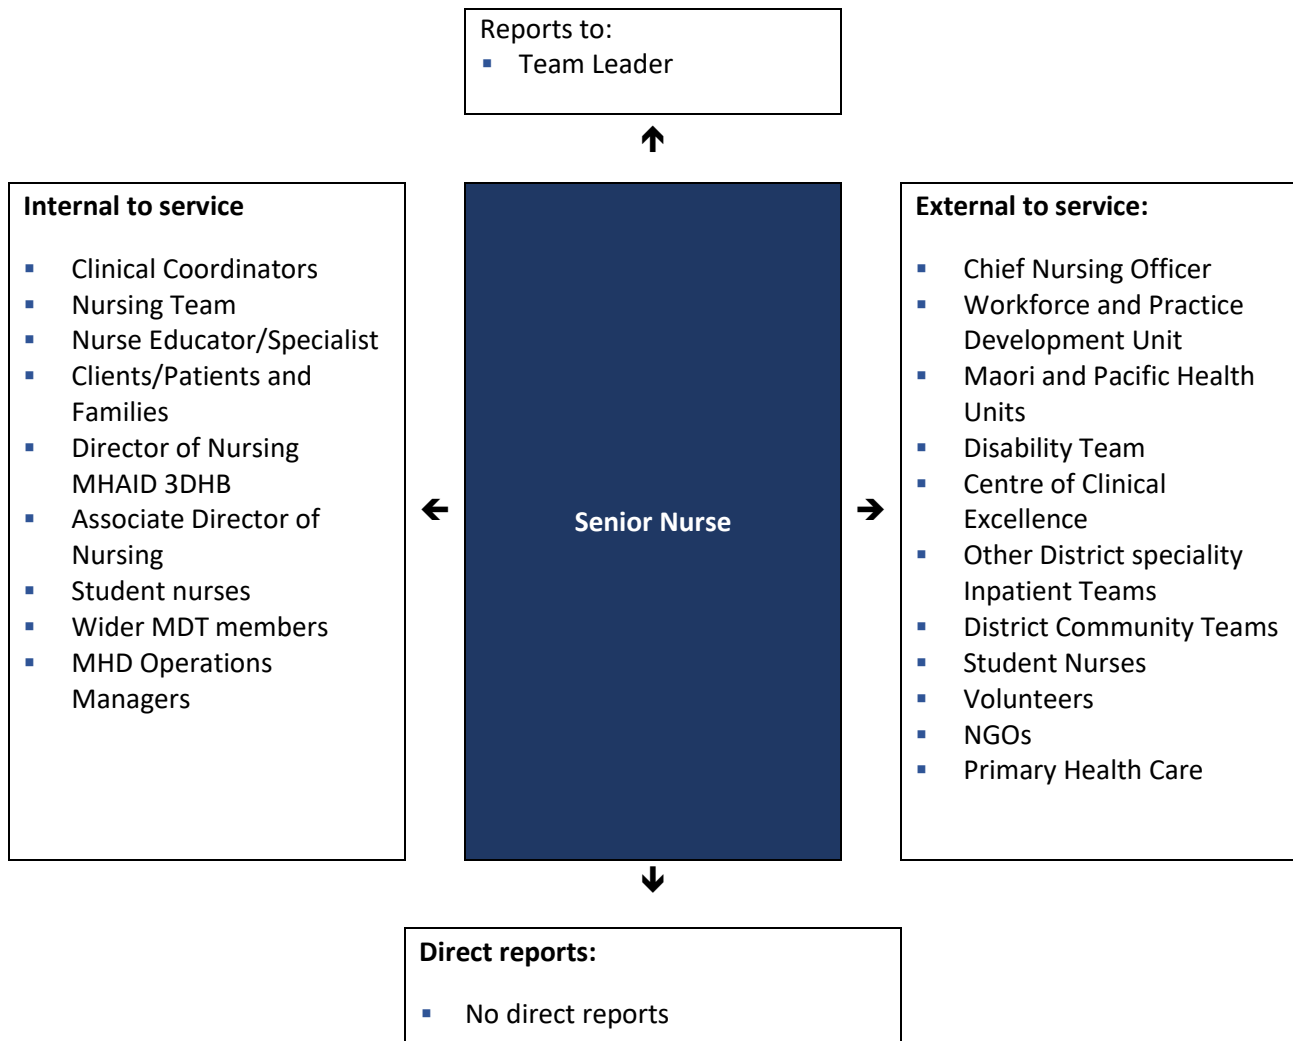 Reports to:
▪ Team Leader
Internal to service
▪ Clinical Coordinators
▪ Nursing Team
▪ Nurse Educator/Specialist
▪ Clients/Patients and
Families
▪ Director of Nursing
MHAID 3DHB
▪ Associate Director of
Nursing
▪ Student nurses
▪ Wider MDT members
▪ MHD Operations
Managers
Senior Nurse
External to service:
▪ Chief Nursing Officer
▪ Workforce and Practice
Development Unit
▪ Maori and Pacific Health
Units
▪ Disability Team
▪ Centre of Clinical
Excellence
▪ Other District speciality
Inpatient Teams
▪ District Community Teams
▪ Student Nurses
▪ Volunteers
▪ NGOs
▪ Primary Health Care
Direct reports:
▪ No direct reports